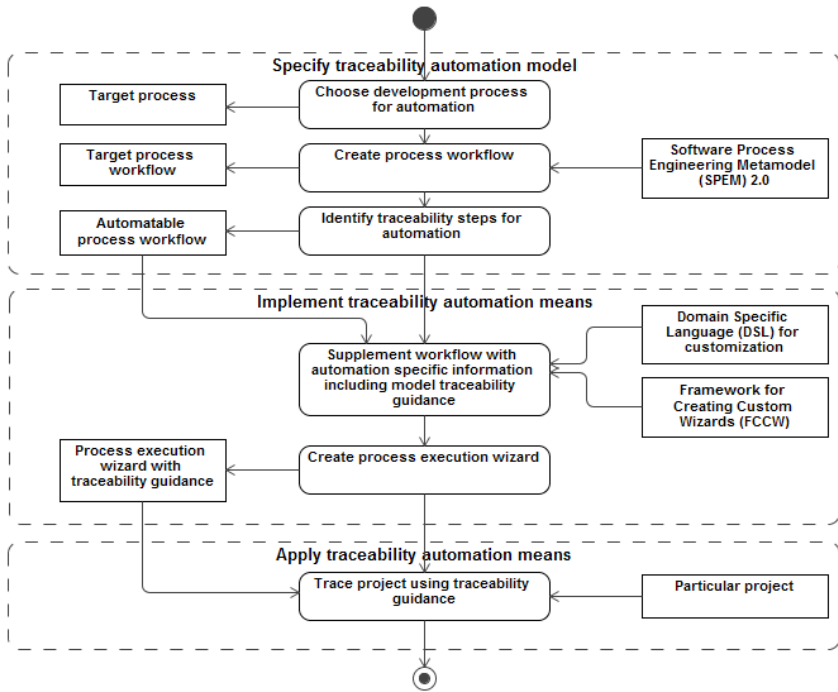 Specify traceability automation model
Target process
Choose development process
for automation
Target process
workflow
Create process workflow
Software Process
Engineering Metamodel
(SPEM) 2.0
Automatable
process workflow
Identify traceability steps for
automation
Implement traceability automation means
Supplement workflow with
automation specific information
including model traceability
guidance
Domain Specific
Language (DSL) for
customization
Framework for
Creating Custom
Wizards (FCCW)
Process execution
wizard with
traceability guidance
Create process execution wizard
Apply traceability automation means
Trace project using traceability
guidance
Particular project